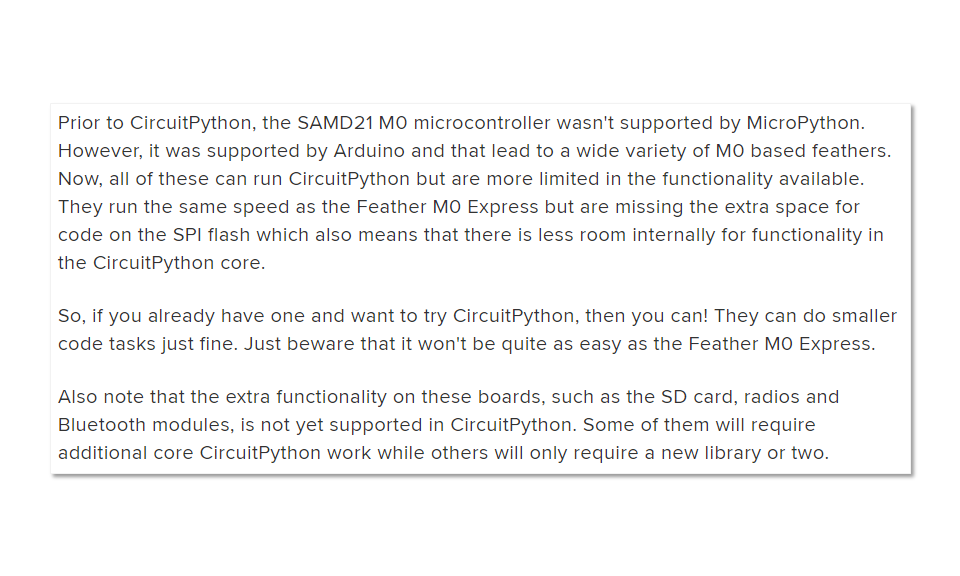 Prior to CircuitPython, the SAMD21 M0 microcontroller wasn't supported by MicroPython.
However, it was supported by Arduino and that lead to a wide variety of M0 based feathers.
Now, all of these can run CircuitPython but are more limited in the functionality available.
They run the same speed as the Feather M0 Express but are missing the extra space for
code on the SPI flash which also means that there is less room internally for functionality in
the CircuitPython core.
So, if you already have one and want to try CircuitPython, then you can! They can do smaller
code tasks just fine. Just beware that it won't be quite as easy as the Feather M0 Express.
Also note that the extra functionality on these boards, such as the SD card, radios and
Bluetooth modules, is not yet supported in CircuitPython. Some of them will require
additional core CircuitPython work while others will only require a new library or two.